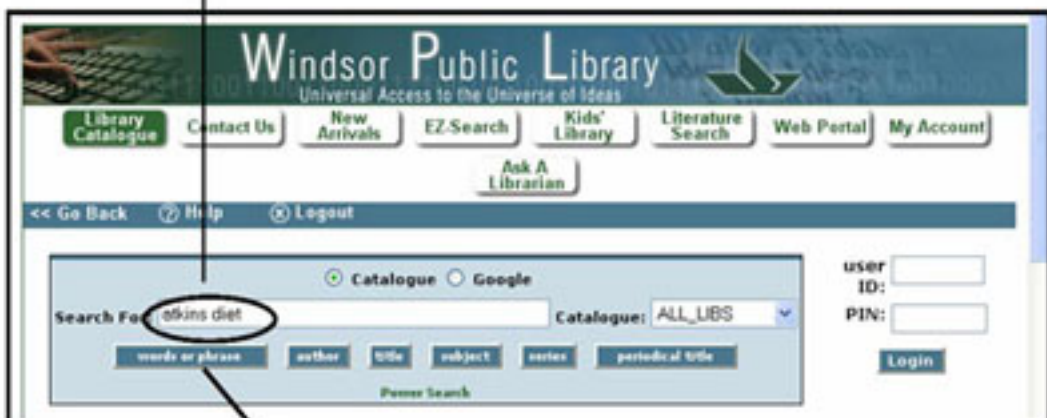 Windsor Public Library
Universal Access to the Universe of Ideas
Library Catalogue Contact Us New Arrivals EZ-Search Kids' Library Literature Search Web Portal My Account
Ask A Librarian
<< Go Back Help Logout
Catalogue Google
user ID:
Search For atkins diet Catalogue: ALL_LIBS
PIN:
words or phrase author title subject series periodical title
Login
Power Search